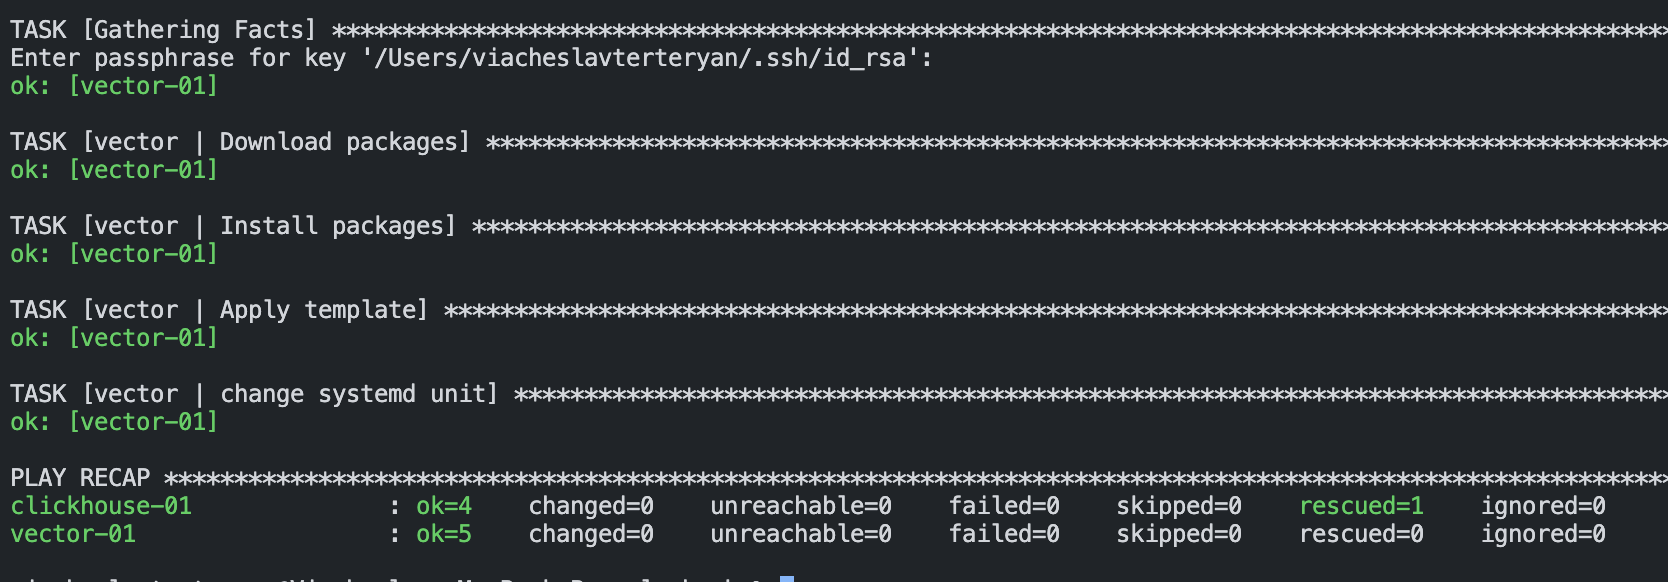 TASK [Gathering Facts] ***********************************************************************************************
Enter passphrase for key '/Users/viacheslavterteryan/.ssh/id_rsa':
ok: [vector-01]
TASK [vector | Download packages] ************************************************************************************
ok: [vector-01]
TASK [vector | Install packages] *************************************************************************************
ok: [vector-01]
TASK [vector | Apply template] ***************************************************************************************
ok: [vector-01]
TASK [vector | change systemd unit] **********************************************************************************
ok: [vector-01]
PLAY RECAP ***********************************************************************************************************
clickhouse-01 : ok=4 changed=0 unreachable=0 failed=0 skipped=0 rescued=1 ignored=0
vector-01 : ok=5 changed=0 unreachable=0 failed=0 skipped=0 rescued=0 ignored=0